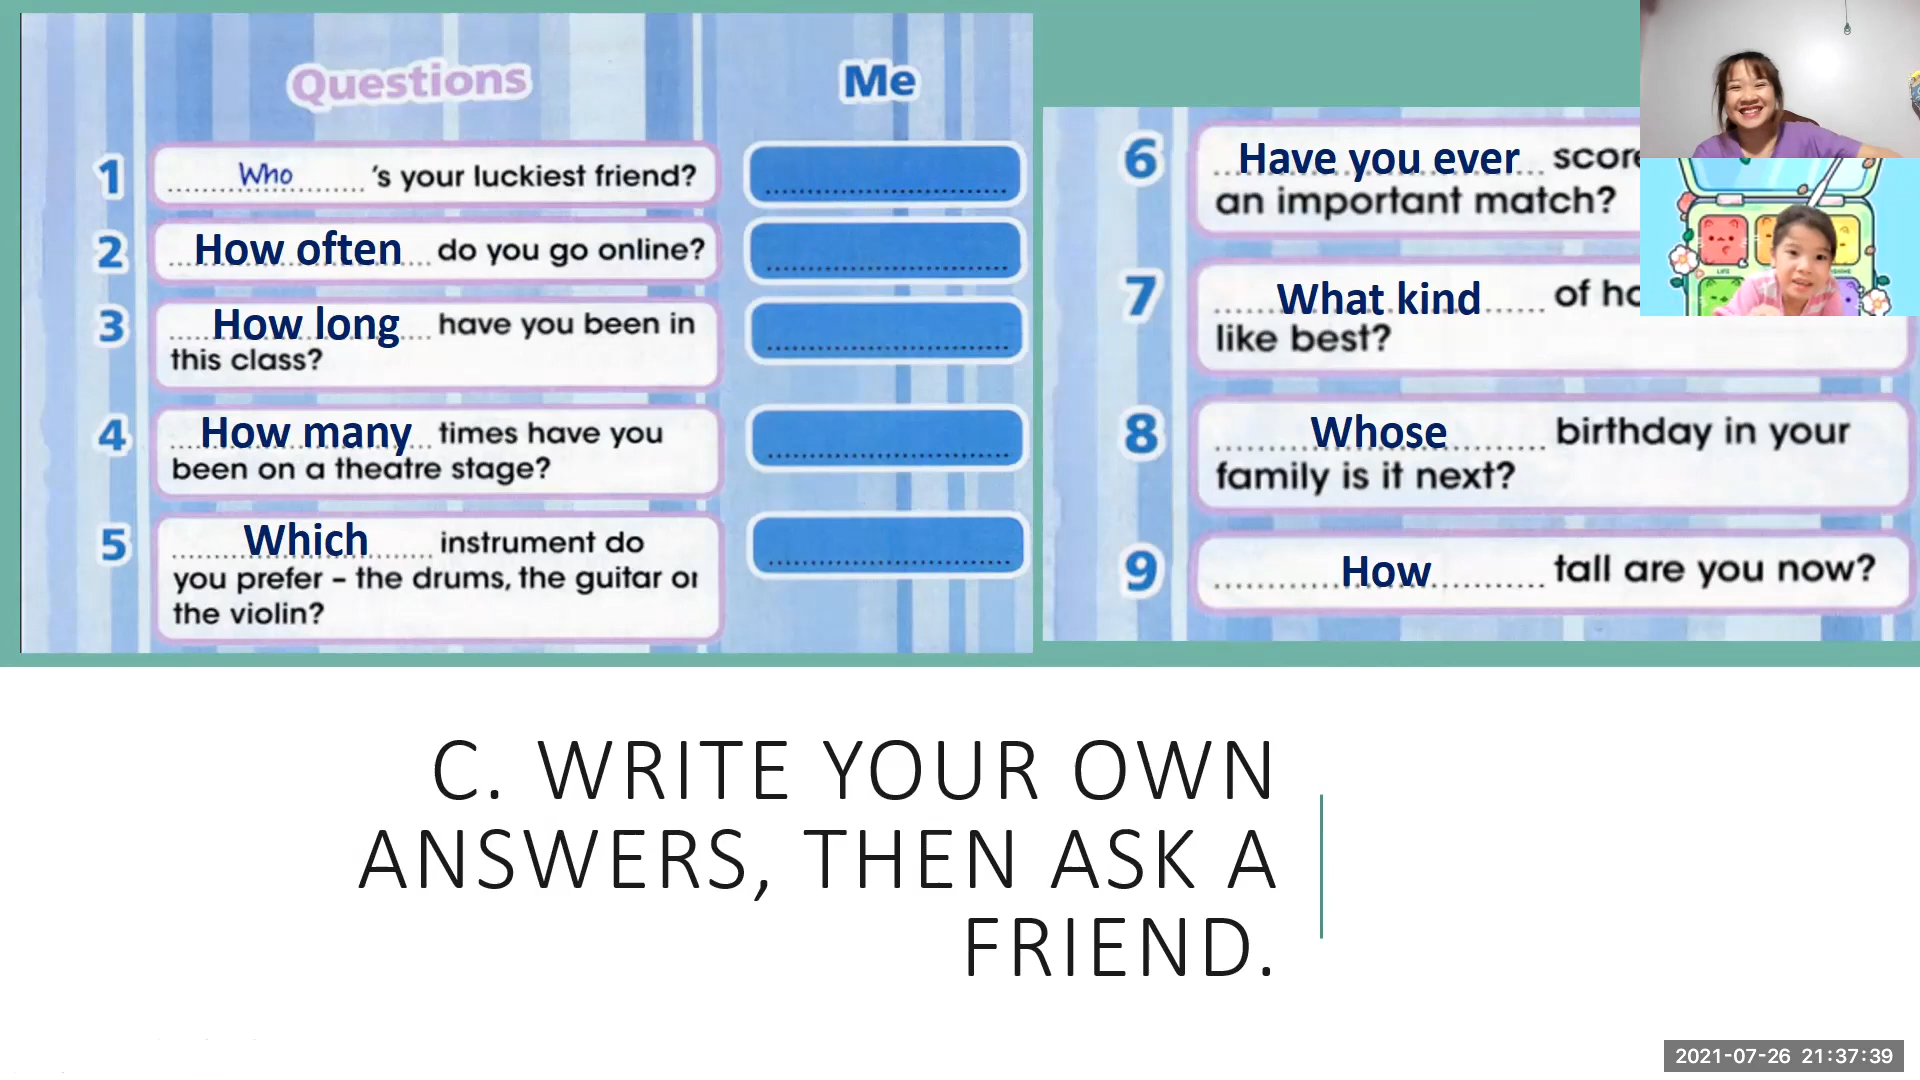 Questions
Me
1 Who 's your luckiest friend?
2 How often do you go online?
3 How long have you been in
this class?
4 How many times have you
been on a theatre stage?
5 Which instrument do
you prefer – the drums, the guitar or
the violin?
6 Have you ever
an important match?
7 What kind of
like best?
8 Whose birthday in your
family is it next?
9 How tall are you now?
C. WRITE YOUR OWN
ANSWERS, THEN ASK A
FRIEND.
2021-07-26 21:37:39